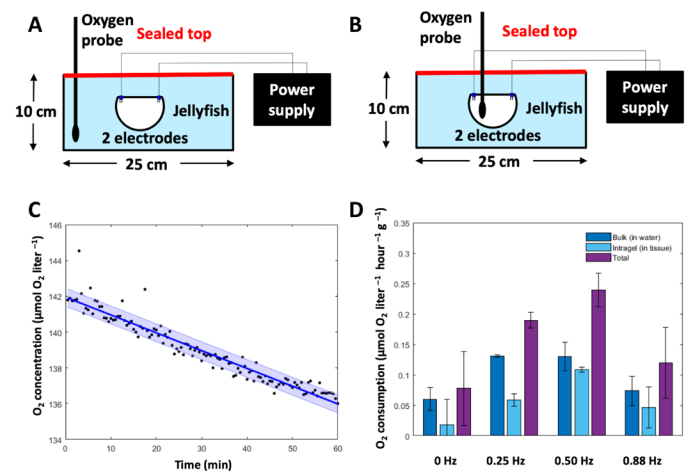 A
Oxygen
probe
Sealed top
10 cm
Jellyfish
2 electrodes
25 cm
Power
supply
B
Oxygen
probe
Sealed top
10 cm
Jellyfish
2 electrodes
25 cm
Power
supply
C
O₂ concentration (µmol O₂ liter ⁻¹)
146
144
142
140
138
136
134
0
10
20
30
40
50
60
Time (min)
D
O₂ consumption (µmol O₂ liter ⁻¹ hour ⁻¹ g ⁻¹)
0.35
0.3
0.25
0.2
0.15
0.1
0.05
0
Bulk (in water)
Intragel (in tissue)
Total
0 Hz
0.25 Hz
0.50 Hz
0.88 Hz